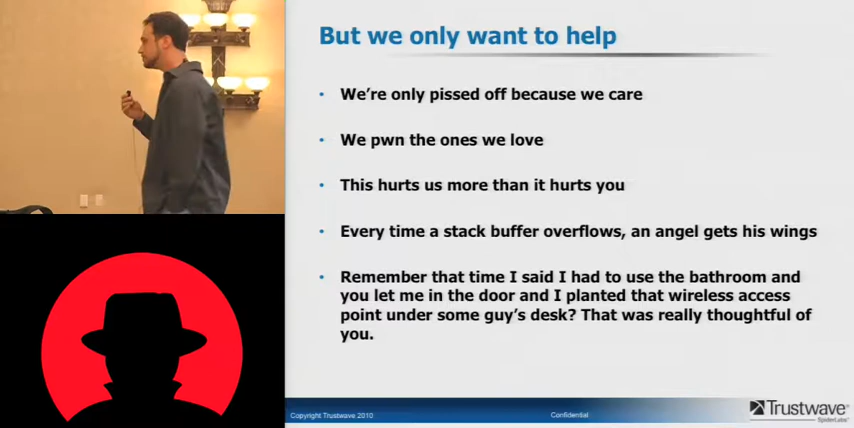 But we only want to help
• We're only pissed off because we care
• We pwn the ones we love
• This hurts us more than it hurts you
• Every time a stack buffer overflows, an angel gets his wings
• Remember that time I said I had to use the bathroom and
you let me in the door and I planted that wireless access
point under some guy's desk? That was really thoughtful of
you.
Copyright Trustwave 2010
Confidential
Trustwave®
SpiderLabs®